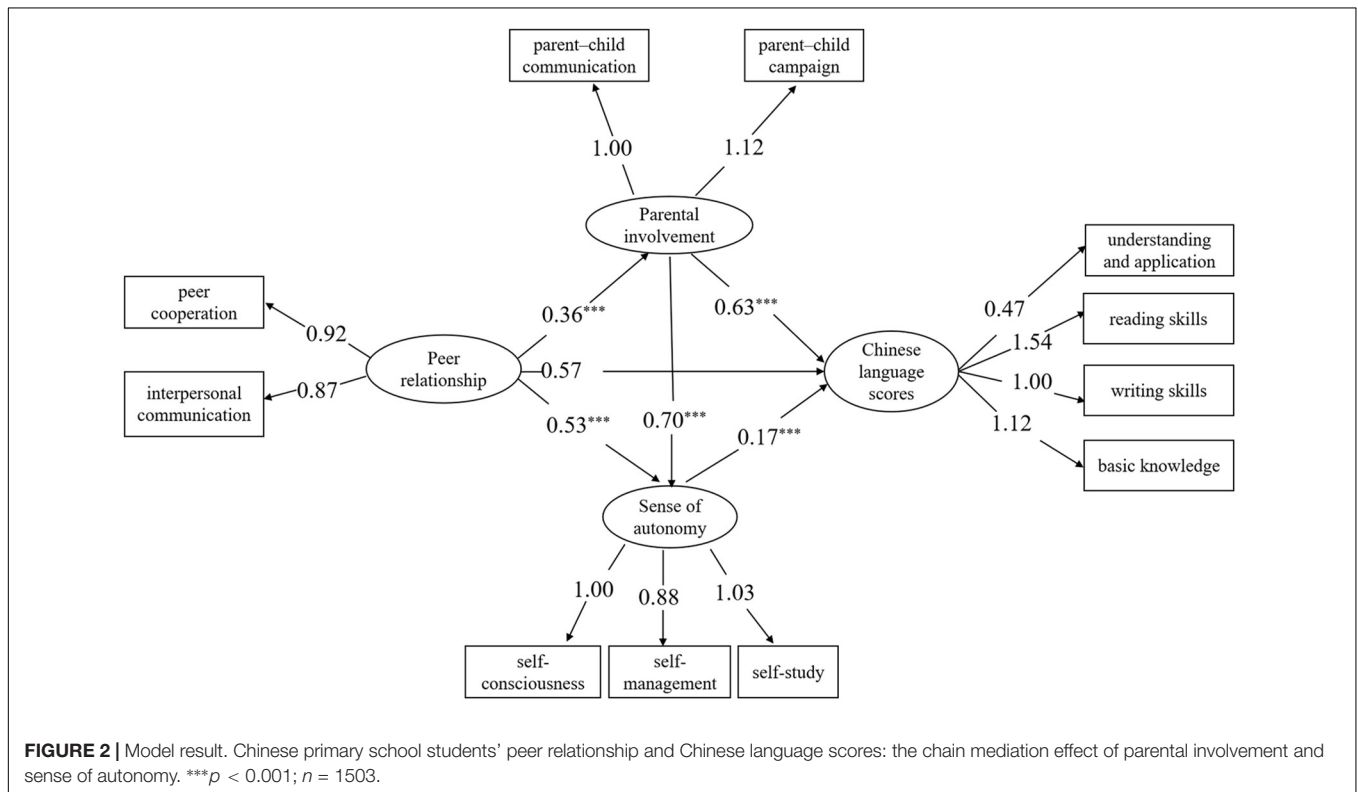 parent–child
communication
parent–child
campaign
1.00
1.12
Parental
involvement
understanding
and application
peer
cooperation
0.92
0.36***
0.63***
0.47
reading skills
Peer
relationship
0.57
Chinese
language
scores
1.54
interpersonal
communication
0.87
1.00
writing skills
0.53***
0.70***
0.17***
1.12
basic knowledge
Sense of
autonomy
1.00
0.88
1.03
self-
consciousness
self-
management
self-study
FIGURE 2 | Model result. Chinese primary school students’ peer relationship and Chinese language scores: the chain mediation effect of parental involvement and
sense of autonomy. ***p < 0.001; n = 1503.